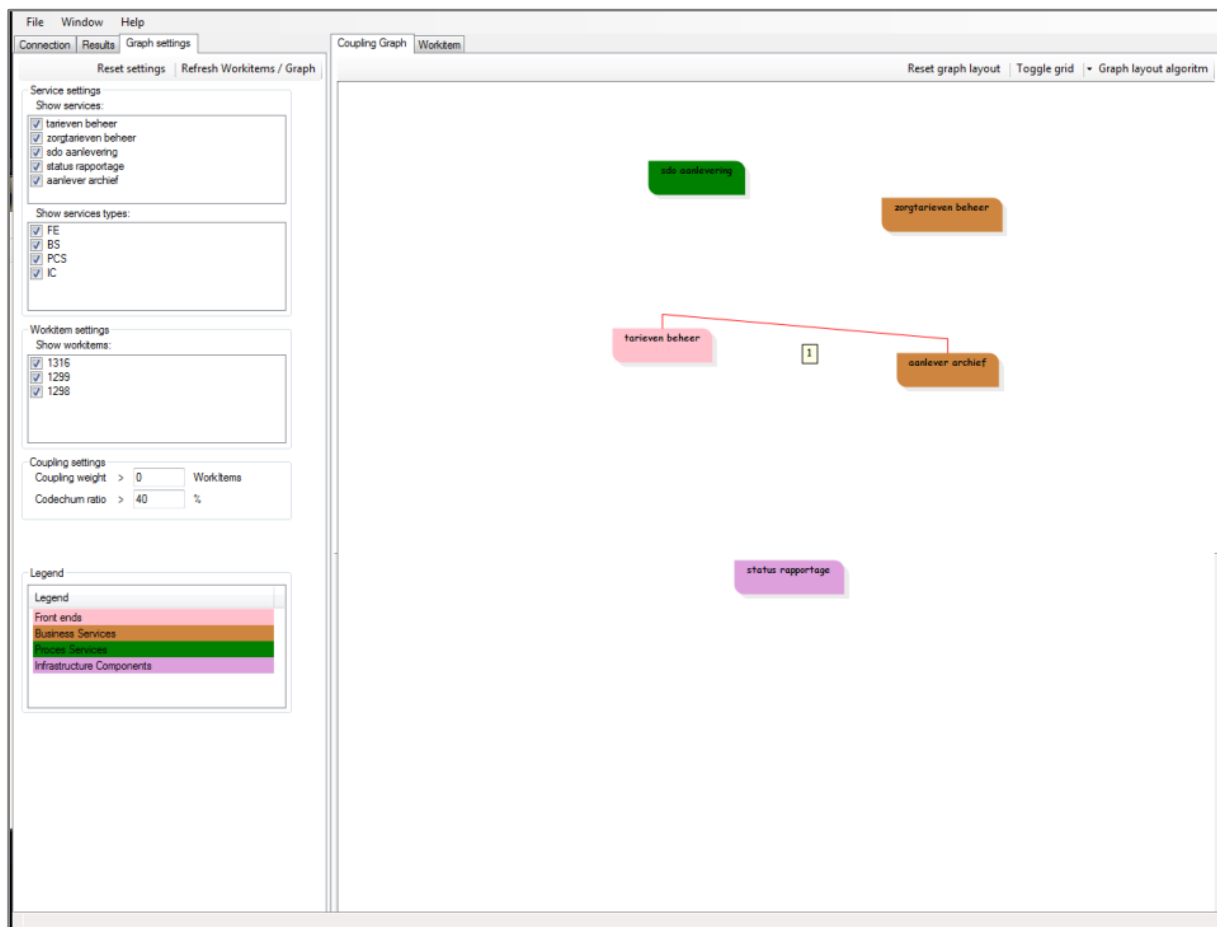 File Window Help
Connection Results Graph settings
Coupling Graph Workitem
Reset settings Refresh Workitems / Graph
Reset graph layout Toggle grid Graph layout algoritm
Service settings
Show services:
tarieven beheer
zorgtarieven beheer
sdo aanlevering
status rapportage
aanlever archief
Show services types:
FE
BS
PCS
IC
Workitem settings
Show workitems:
1316
1299
1298
Coupling settings
Coupling weight > 0 WorkItems
Codechurn ratio > 40 %
Legend
Legend
Front ends
Business Services
Proces Services
Infrastructure Components
sdo aanlevering
zorgtarieven beheer
tarieven beheer
1
aanlever archief
status rapportage